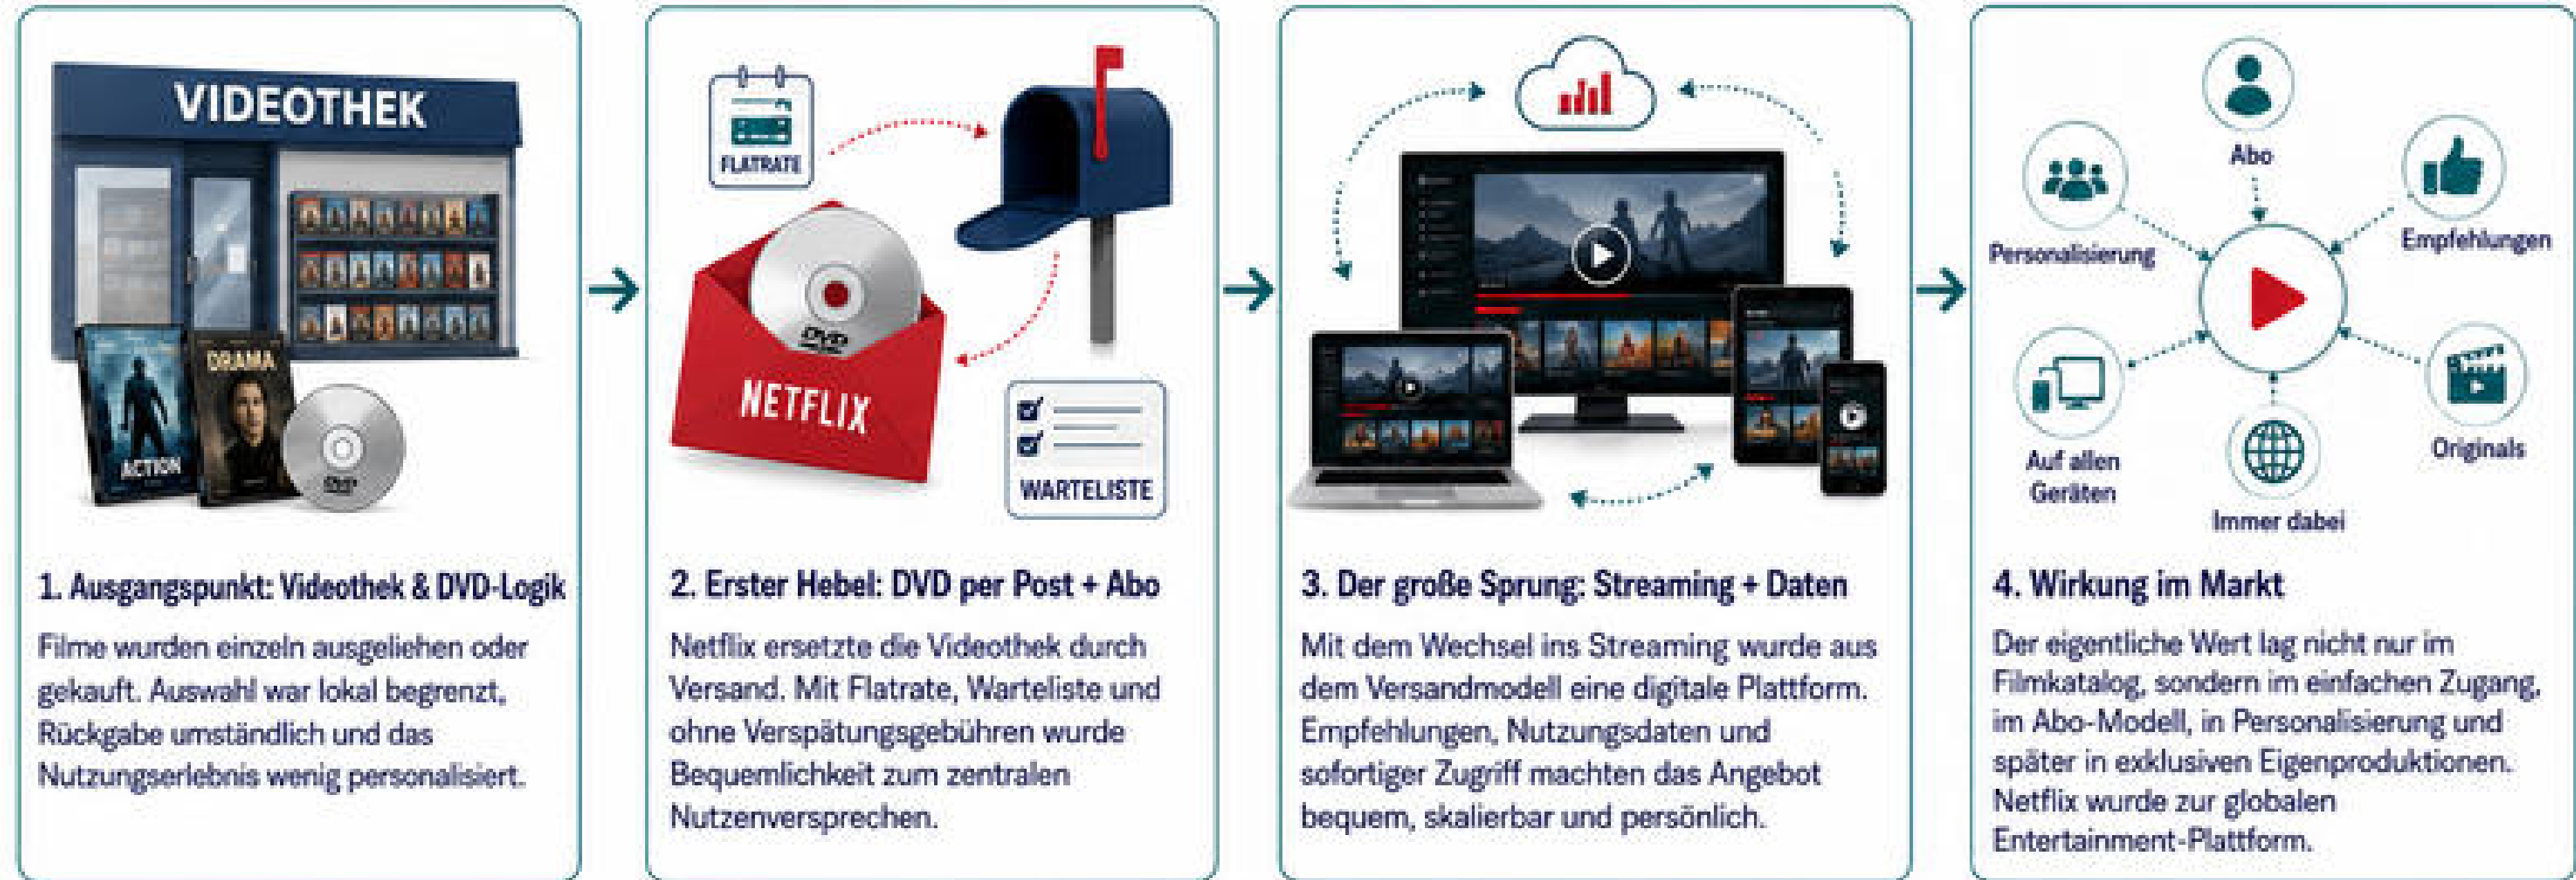 VIDEOTHEK
ACTION
DRAMA
DVD
1. Ausgangspunkt: Videothek & DVD-Logik
Filme wurden einzeln ausgeliehen oder
gekauft. Auswahl war lokal begrenzt,
Rückgabe umständlich und das
Nutzungserlebnis wenig personalisiert.
FLATRATE
DVD
NETFLIX
WARTELISTE
2. Erster Hebel: DVD per Post + Abo
Netflix ersetzte die Videothek durch
Versand. Mit Flatrate, Warteliste und
ohne Verspätungsgebühren wurde
Bequemlichkeit zum zentralen
Nutzenversprechen.
3. Der große Sprung: Streaming + Daten
Mit dem Wechsel ins Streaming wurde aus
dem Versandmodell eine digitale Plattform.
Empfehlungen, Nutzungsdaten und
sofortiger Zugriff machten das Angebot
bequem, skalierbar und persönlich.
Abo
Personalisierung
Empfehlungen
Auf allen
Geräten
Originals
Immer dabei
4. Wirkung im Markt
Der eigentliche Wert lag nicht nur im
Filmkatalog, sondern im einfachen Zugang,
im Abo-Modell, in Personalisierung und
später in exklusiven Eigenproduktionen.
Netflix wurde zur globalen
Entertainment-Plattform.